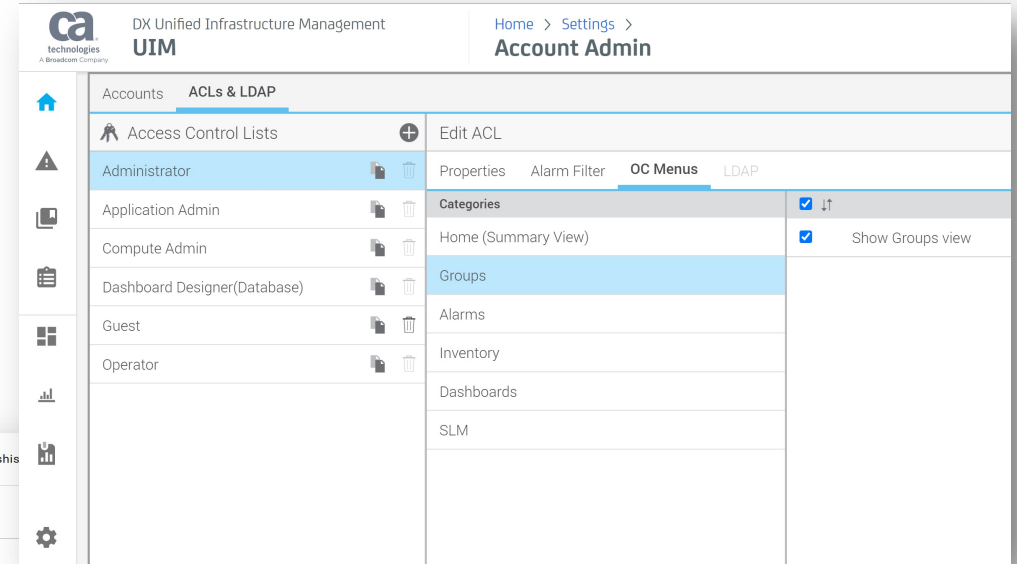 ca
technologies
A Broadcom Company
DX Unified Infrastructure Management
UIM
Home > Settings >
Account Admin
Accounts ACLs & LDAP
Access Control Lists
Edit ACL
Administrator
Properties Alarm Filter OC Menus LDAP
Application Admin
Categories
Compute Admin
Home (Summary View)
Show Groups view
Dashboard Designer(Database)
Groups
Guest
Alarms
Operator
Inventory
Dashboards
SLM
shis